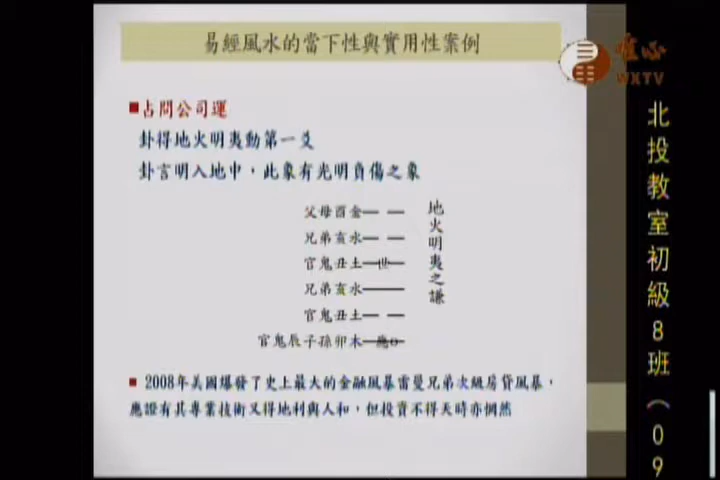 易經風水的當下性與實用性案例
唯心
WXTV
占問公司運
卦得地火明夷動第一爻
卦言明入地中，此象有光明負傷之象
父母酉金
兄弟亥水
官鬼丑土 世
兄弟亥水
官鬼丑土
官鬼辰子孫卯木 應O
地火明夷之謙
2008年美國爆發了史上最大的金融風暴雷曼兄弟次級房貸風暴，
應證有其專業技術又得地利與人和，但投資不得天時亦惘然
北投教室初級8班（09